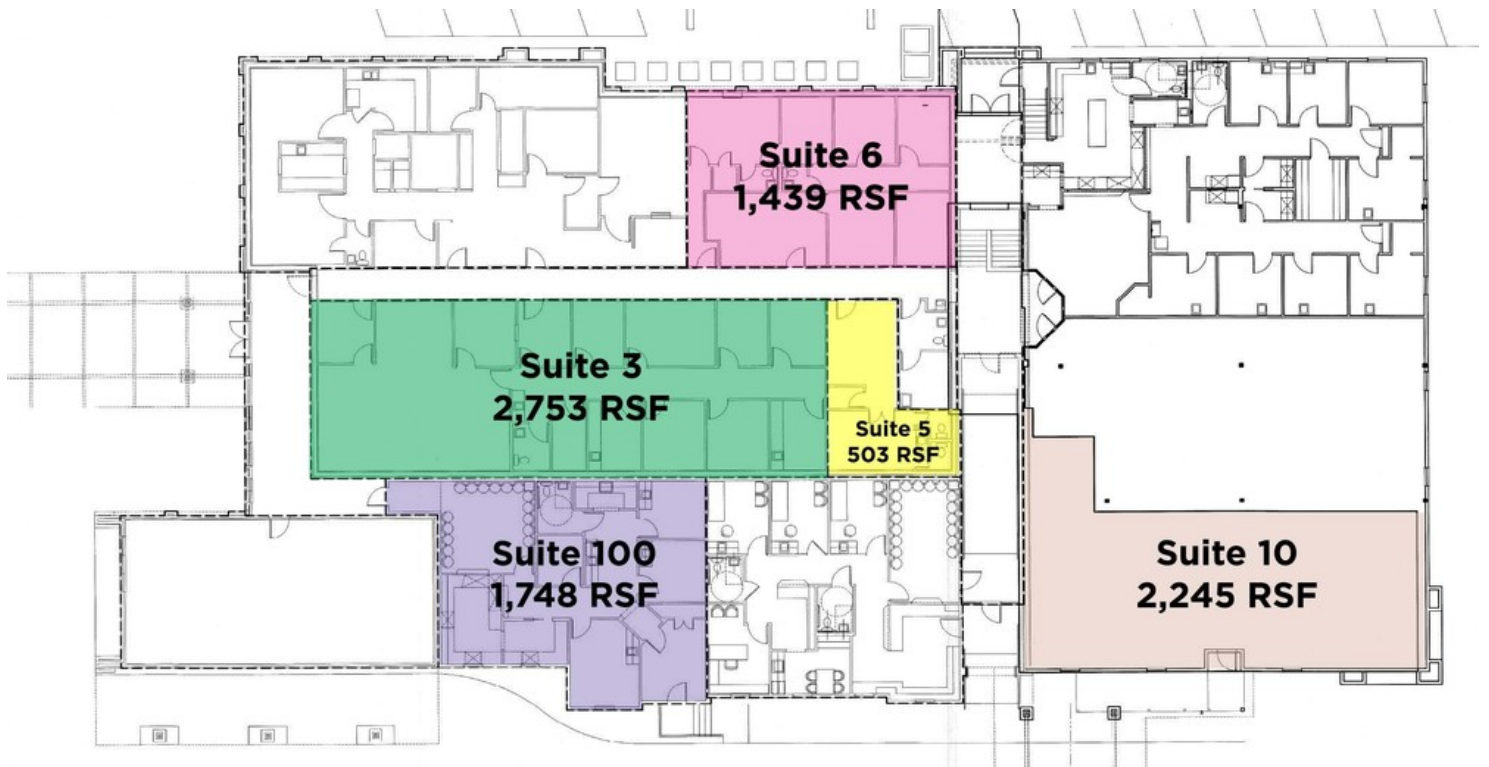 Suite 6
1,439 RSF
Suite 3
2,753 RSF
Suite 5
503 RSF
Suite 100
1,748 RSF
Suite 10
2,245 RSF